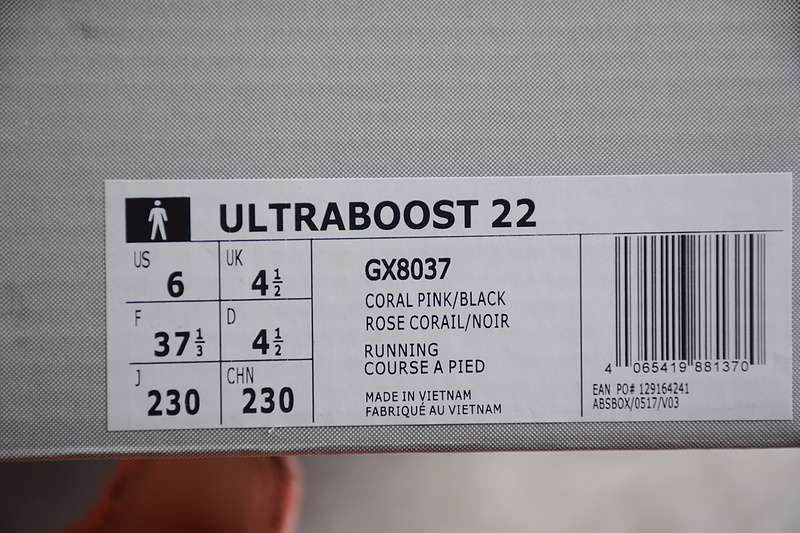 ULTRABOOST 22
US 6 UK 4 1/2
F 37 1/3 D 4 1/2
J 230 CHN 230
GX8037
CORAL PINK/BLACK
ROSE CORAIL/NOIR
RUNNING
COURSE A PIED
MADE IN VIETNAM
FABRIQUÉ AU VIETNAM
4 065419 881370
EAN PO# 129164241
ABSBOX/0517/V03